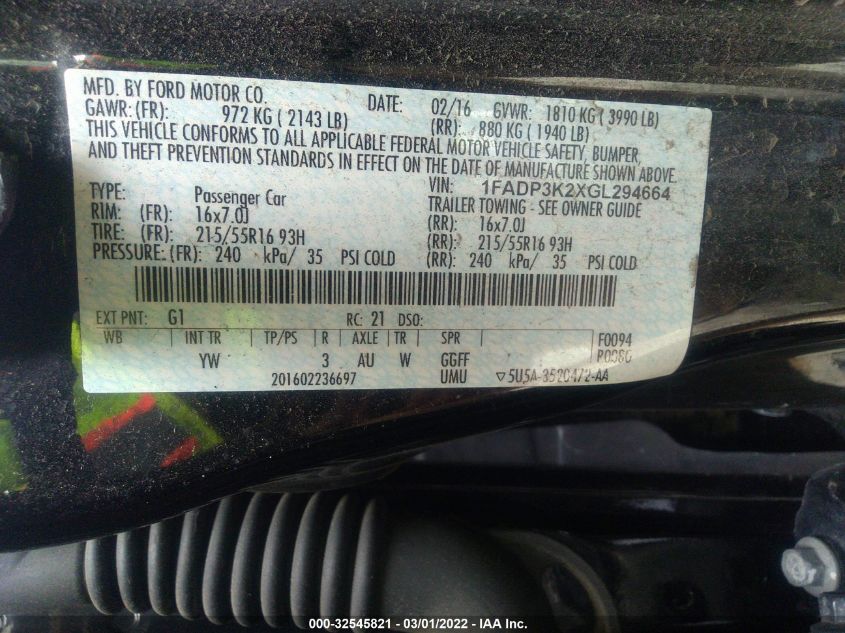 MFD. BY FORD MOTOR CO.
DATE: 02/16 GVWR: 1810 KG ( 3990 LB)
GAWR: (FR): 972 KG ( 2143 LB) (RR): 880 KG ( 1940 LB)
THIS VEHICLE CONFORMS TO ALL APPLICABLE FEDERAL MOTOR VEHICLE SAFETY, BUMPER,
AND THEFT PREVENTION STANDARDS IN EFFECT ON THE DATE OF MANUFACTURE SHOWN ABOVE.
VIN: 1FADP3K2XGL294664
TYPE: Passenger Car TRAILER TOWING - SEE OWNER GUIDE
RIM: (FR): 16x7.0J (RR): 16x7.0J
TIRE: (FR): 215/55R16 93H (RR): 215/55R16 93H
PRESSURE: (FR): 240 kPa/ 35 PSI COLD (RR): 240 kPa/ 35 PSI COLD
EXT PNT: G1 RC: 21 DSO:
WB INT TR TP/PS R AXLE TR SPR F0094
YW 3 AU W GGFF R0080
201602236697 UMU ▽5U5A-3520472-AA
000-32545821 - 03/01/2022 - IAA Inc.